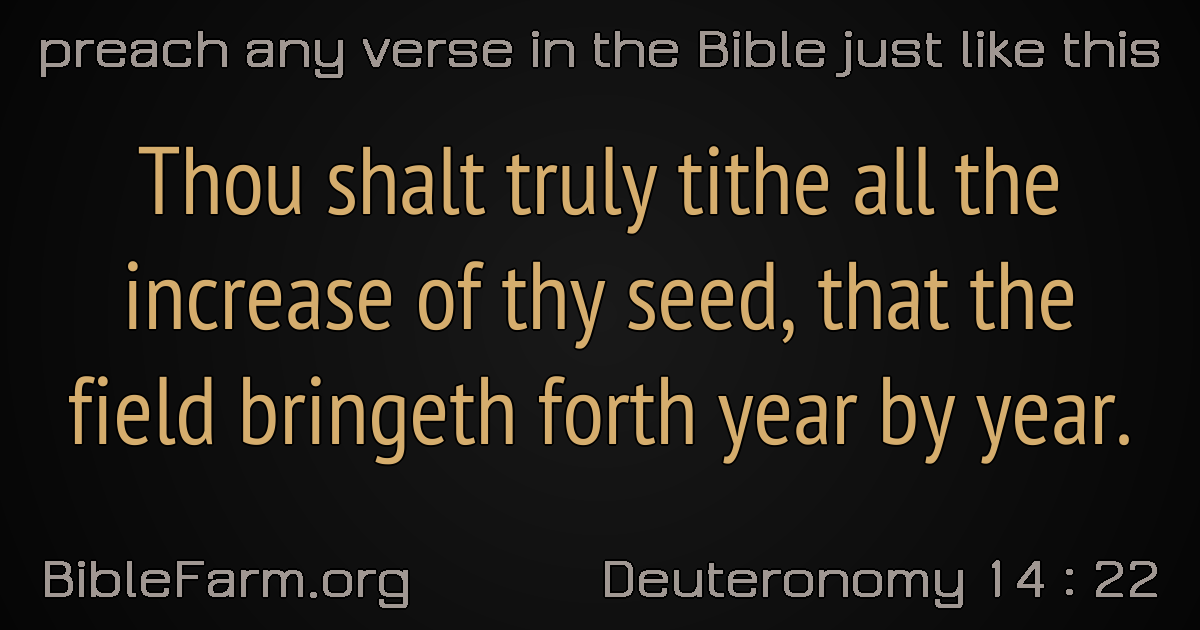 preach any verse in the Bible just like this
Thou shalt truly tithe all the
increase of thy seed, that the
field bringeth forth year by year.
BibleFarm.org
Deuteronomy 14 : 22